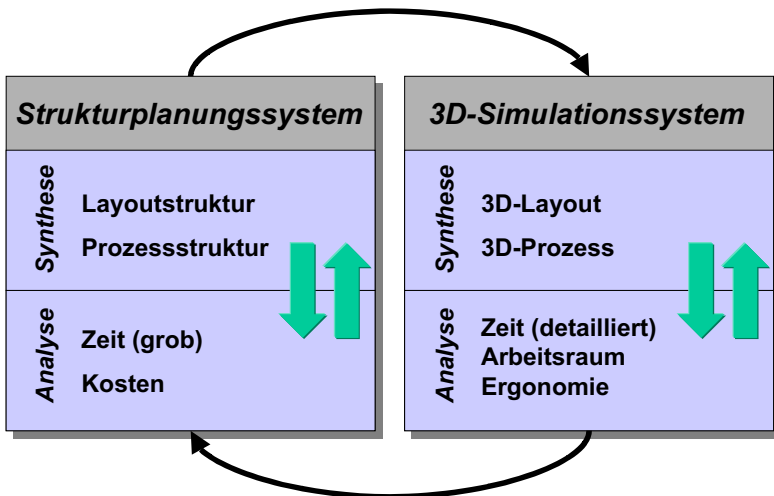 Strukturplanungssystem
Synthese
Layoutstruktur
Prozessstruktur
Analyse
Zeit (grob)
Kosten
3D-Simulationssystem
Synthese
3D-Layout
3D-Prozess
Analyse
Zeit (detailliert)
Arbeitsraum
Ergonomie